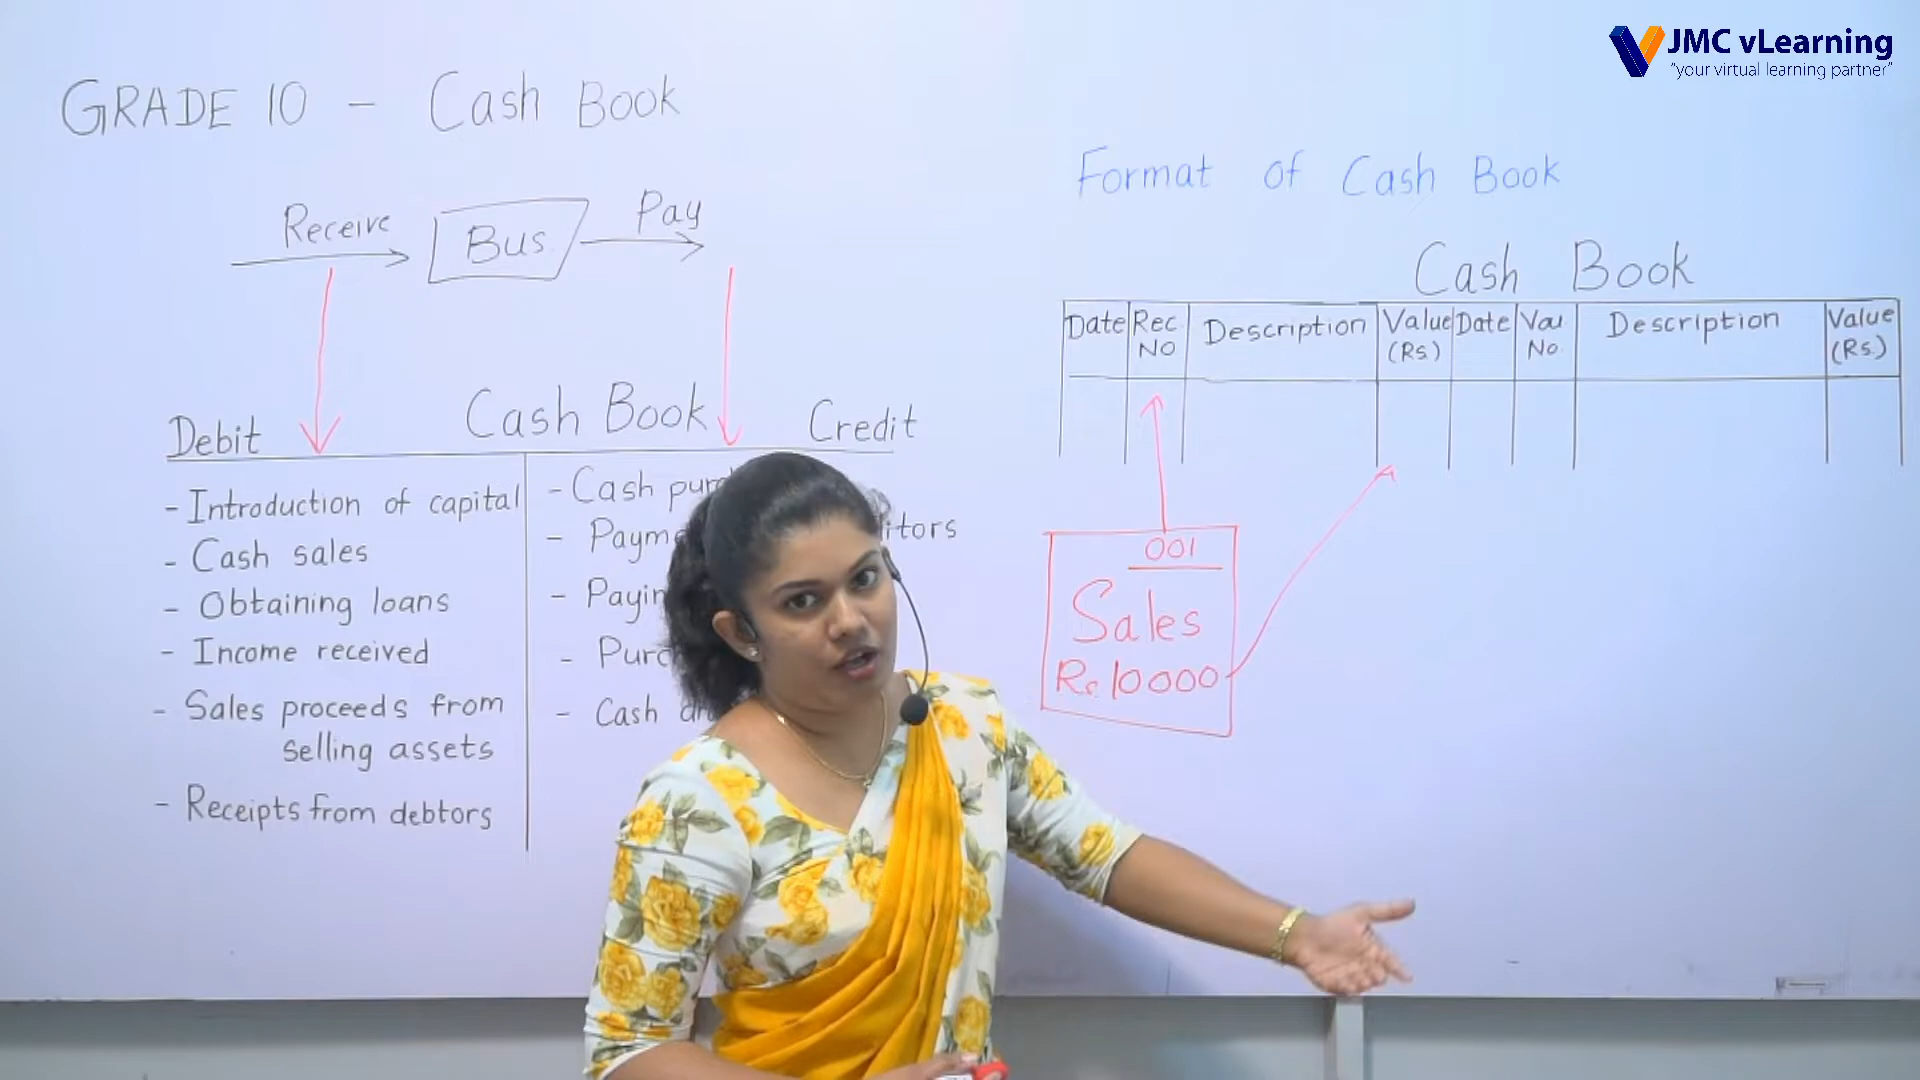 JMC vLearning
"your virtual learning partner"
GRADE 10 - Cash Book
Receive
Bus.
Pay
Debit
Cash Book
Credit
- Introduction of capital
- Cash sales
- Obtaining loans
- Income received
- Sales proceeds from
selling assets
- Receipts from debtors
- Cash
-
-
-
- Cash
Format of Cash Book
Cash Book
Date Rec. NO Description Value (Rs.) Date Vou No. Description Value (Rs.)
001
Sales
Rs. 10000